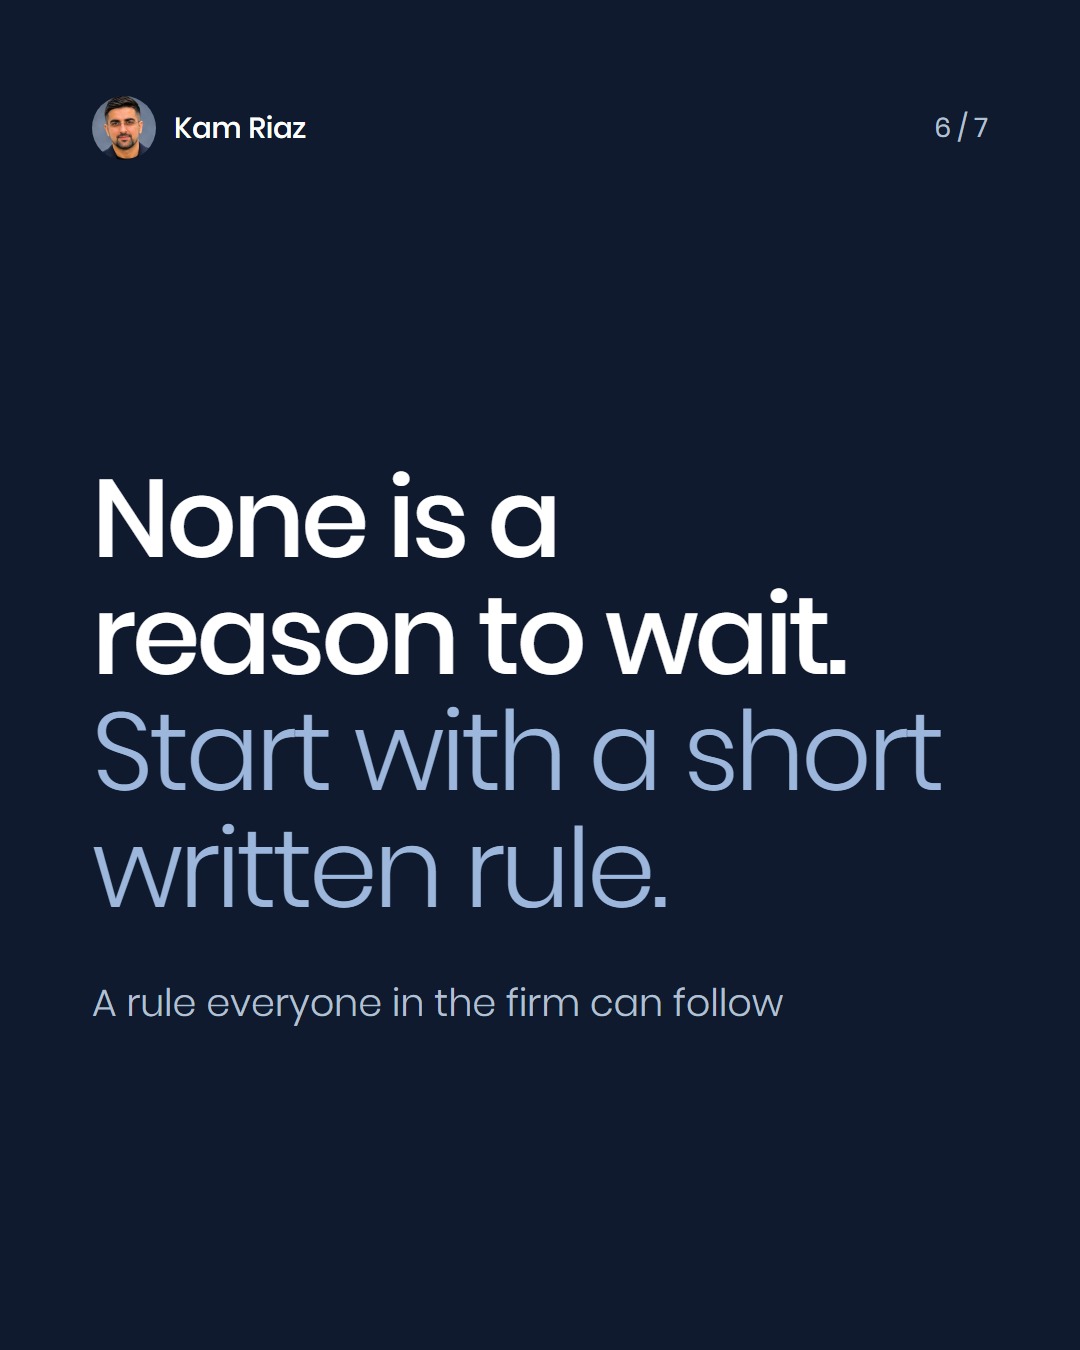 Kam Riaz
6 / 7
None is a
reason to wait.
Start with a short
written rule.
A rule everyone in the firm can follow